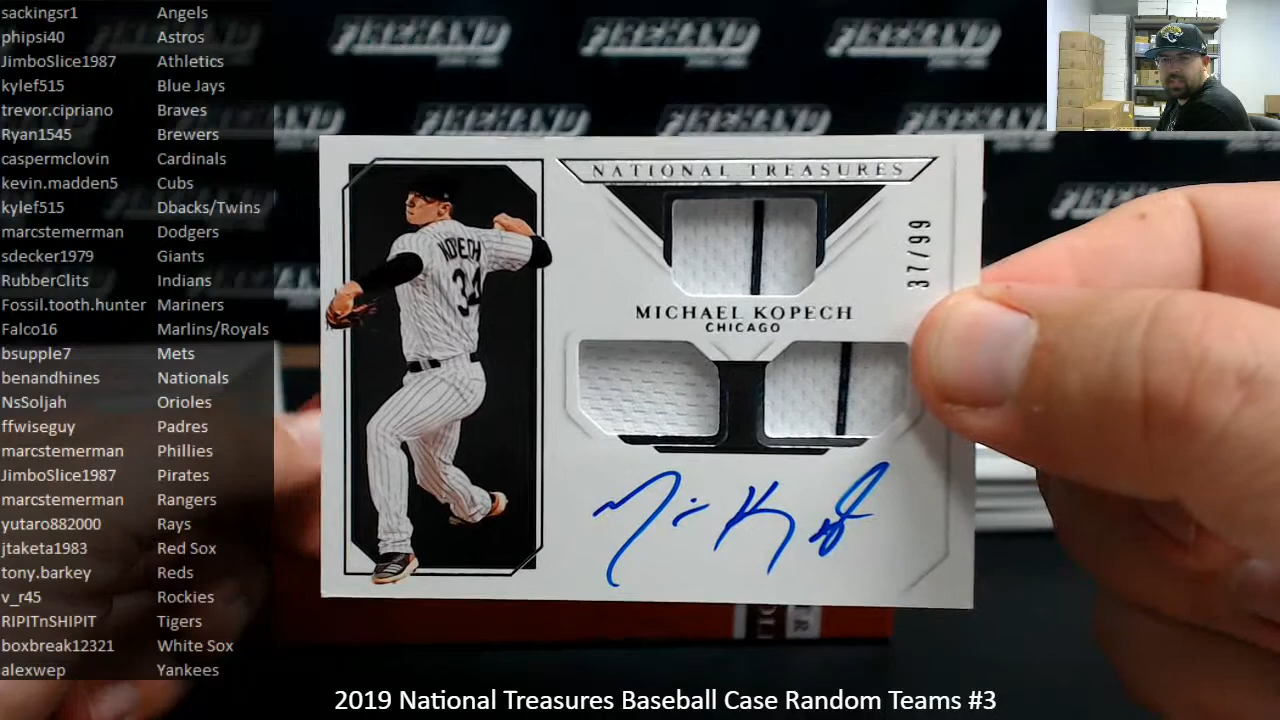 sackingsr1 Angels
phipsi40 Astros
JimboSlice1987 Athletics
kylef515 Blue Jays
trevor.cipriano Braves
Ryan1545 Brewers
caspermclovin Cardinals
kevin.madden5 Cubs
kylef515 Dbacks/Twins
marcstemerman Dodgers
sdecker1979 Giants
RubberClits Indians
Fossil.tooth.hunter Mariners
Falco16 Marlins/Royals
bsupple7 Mets
benandhines Nationals
NsSoljah Orioles
ffwiseguy Padres
marcstemerman Phillies
JimboSlice1987 Pirates
marcstemerman Rangers
yutaro882000 Rays
jtaketa1983 Red Sox
tony.barkey Reds
v_r45 Rockies
RIPITnSHIPIT Tigers
boxbreak12321 White Sox
alexwep Yankees
NATIONAL TREASURES
37/99
MICHAEL KOPECH
CHICAGO
KOPECH
34
2019 National Treasures Baseball Case Random Teams #3